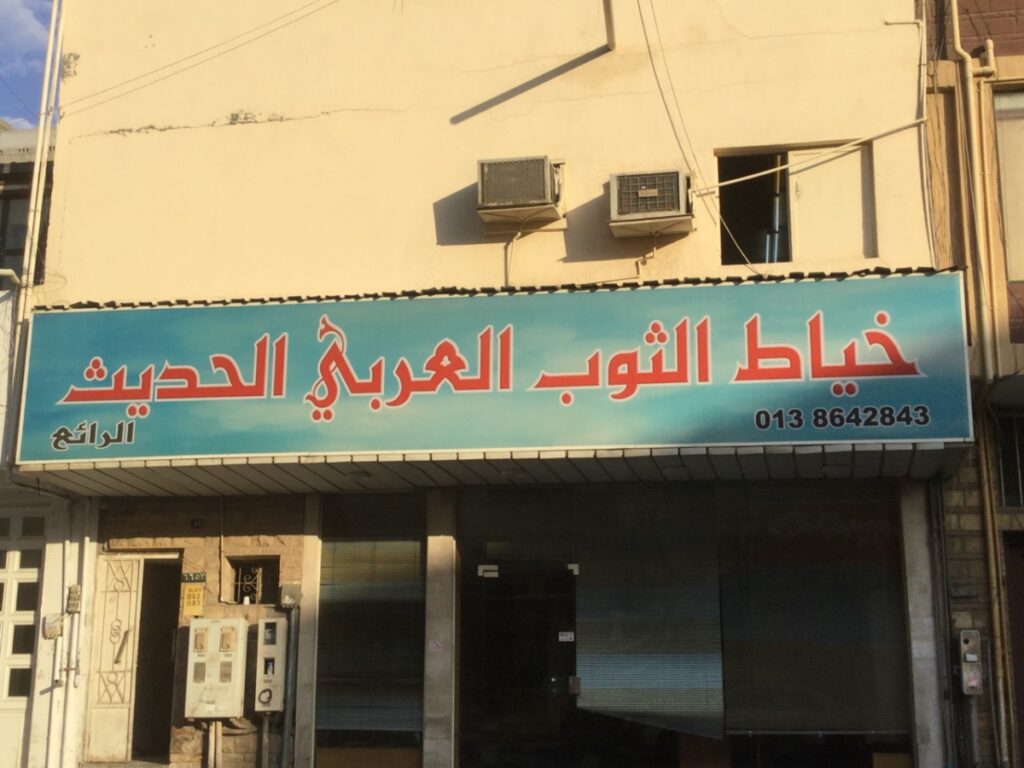 خياط الثوب العربي الحديث
013 8642843
الرائع